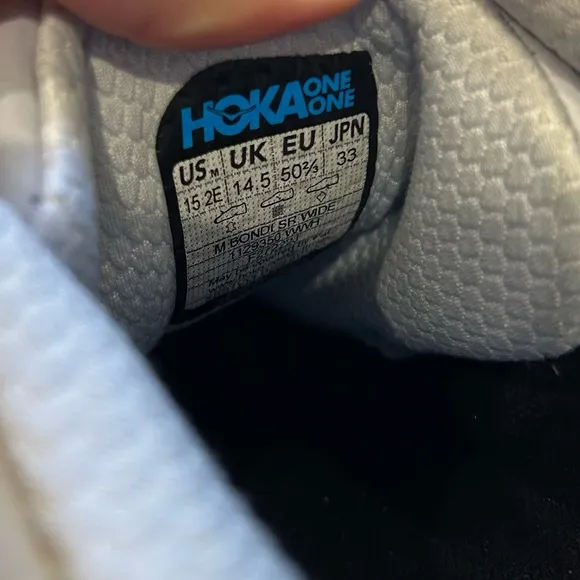 HOKA ONE ONE
US M UK EU JPN
15 2E 14.5 50⅔ 33
M BONDI SR WIDE
1129350 WWH